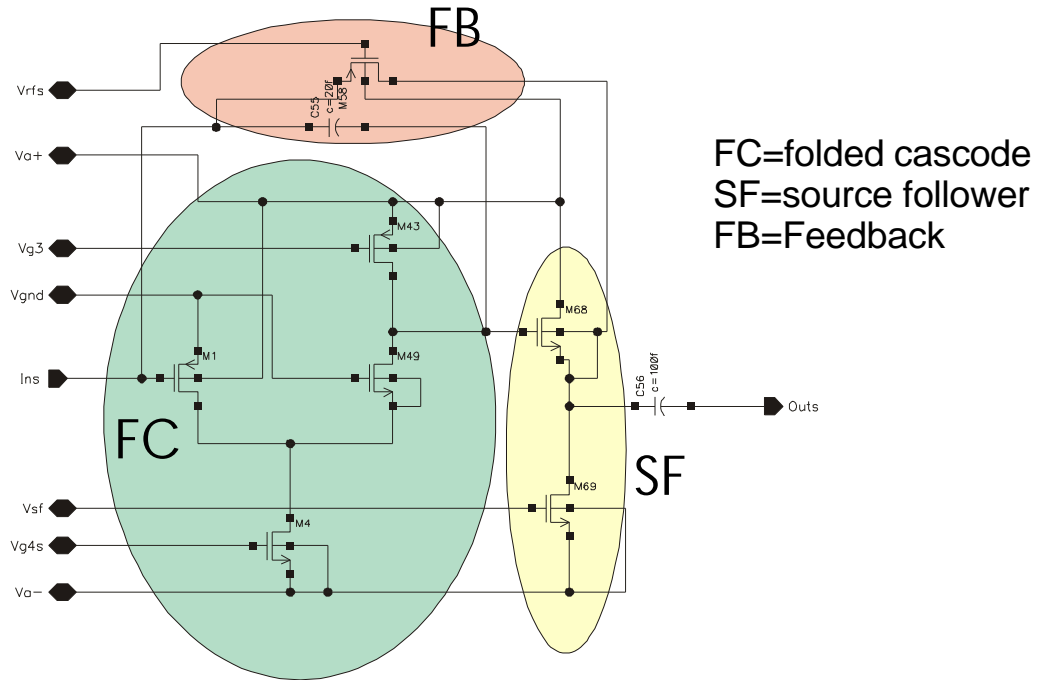 FB
Vrfs
C55
c=20f
M58
Va+
FC=folded cascode
SF=source follower
FB=Feedback
M43
Vg3
Vgnd
M68
M1
M49
Ins
C56
c=100f
Outs
FC
SF
M69
Vsf
M4
Vg4s
Va-